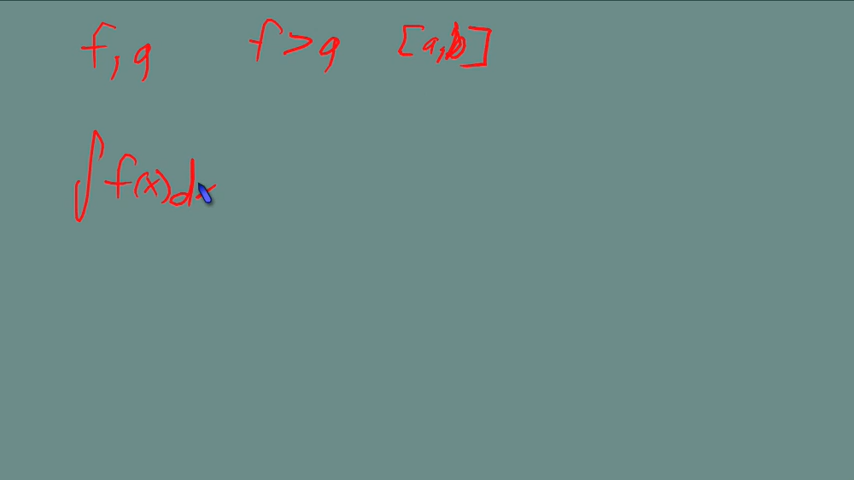 f, g f > g [a,b]
∫ f(x) dx